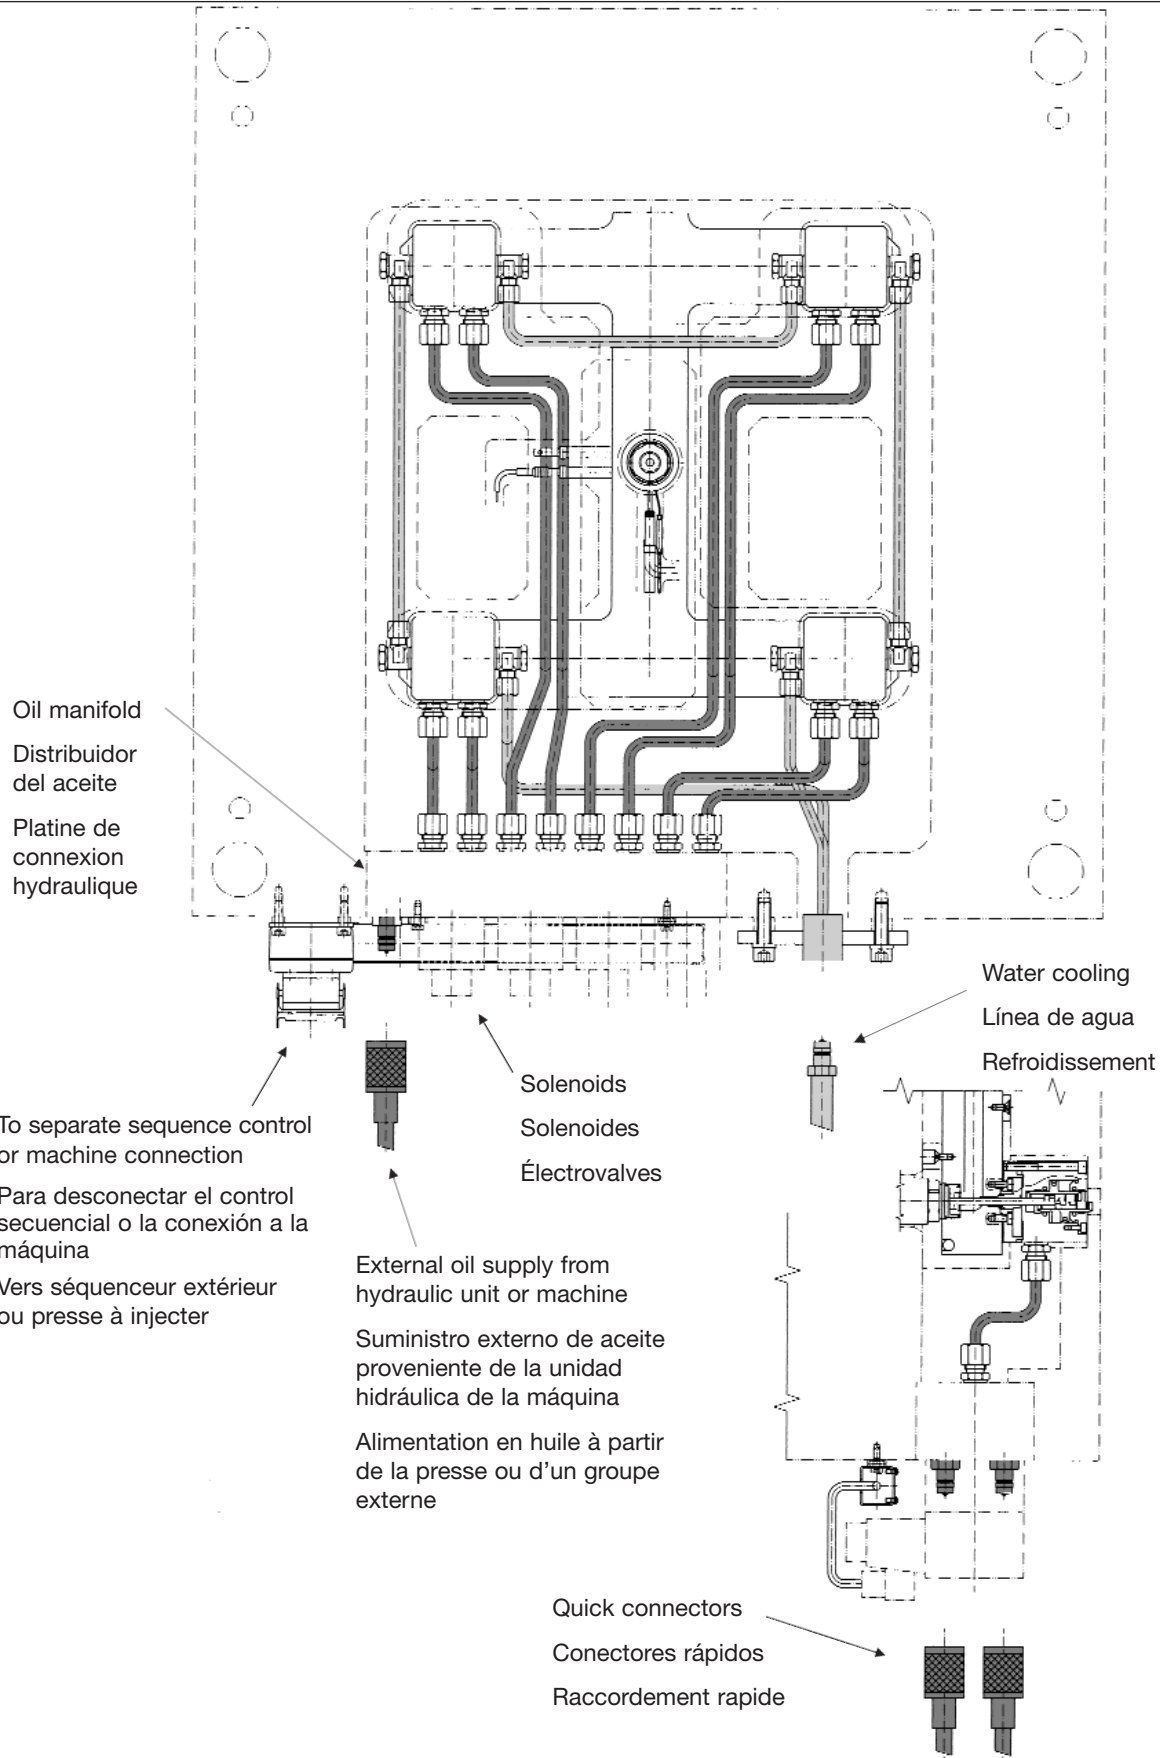 Oil manifold
Distribuidor
del aceite
Platine de
connexion
hydraulique
Water cooling
Línea de agua
Refroidissement
Solenoids
Solenoides
Électrovalves
To separate sequence control
or machine connection
Para desconectar el control
secuencial o la conexión a la
máquina
Vers séquenceur extérieur
ou presse à injecter
External oil supply from
hydraulic unit or machine
Suministro externo de aceite
proveniente de la unidad
hidráulica de la máquina
Alimentation en huile à partir
de la presse ou d’un groupe
externe
Quick connectors
Conectores rápidos
Raccordement rapide